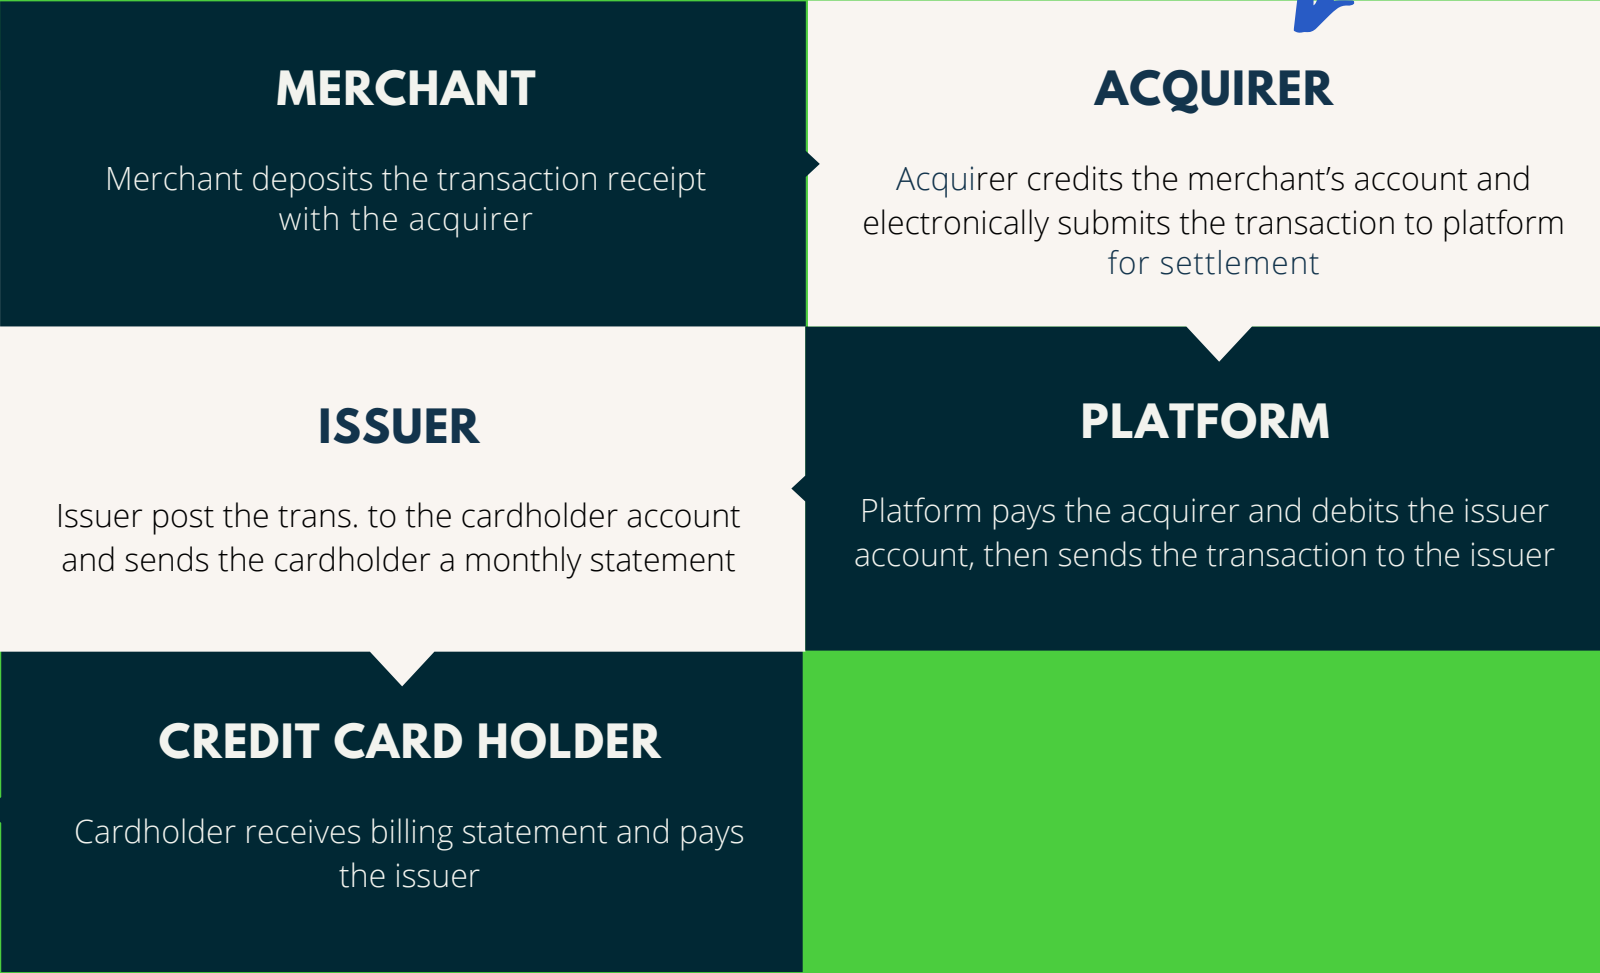 MERCHANT
Merchant deposits the transaction receipt
with the acquirer
ACQUIRER
Acquirer credits the merchant’s account and
electronically submits the transaction to platform
for settlement
ISSUER
Issuer post the trans. to the cardholder account
and sends the cardholder a monthly statement
PLATFORM
Platform pays the acquirer and debits the issuer
account, then sends the transaction to the issuer
CREDIT CARD HOLDER
Cardholder receives billing statement and pays
the issuer